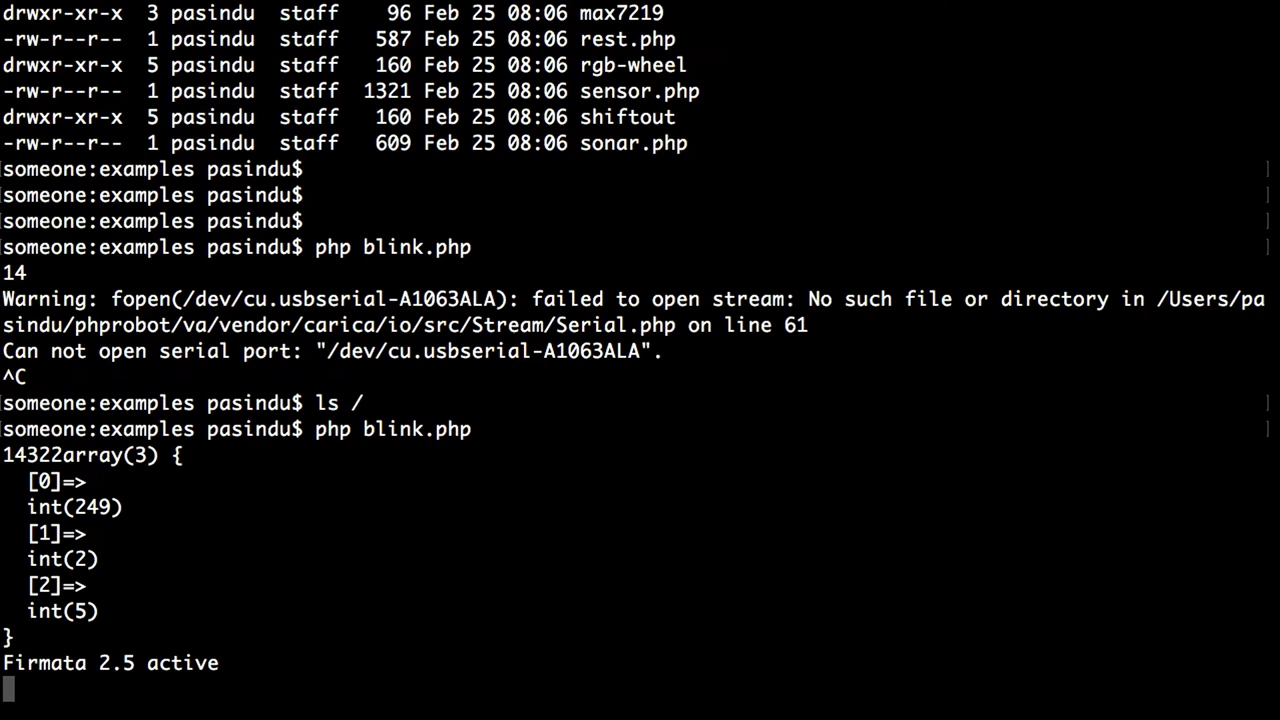 drwxr-xr-x  3 pasindu  staff    96 Feb 25 08:06 max7219
-rw-r--r--  1 pasindu  staff   587 Feb 25 08:06 rest.php
drwxr-xr-x  5 pasindu  staff   160 Feb 25 08:06 rgb-wheel
-rw-r--r--  1 pasindu  staff  1321 Feb 25 08:06 sensor.php
drwxr-xr-x  5 pasindu  staff   160 Feb 25 08:06 shiftout
-rw-r--r--  1 pasindu  staff   609 Feb 25 08:06 sonar.php
[someone:examples pasindu$ ]
[someone:examples pasindu$ ]
[someone:examples pasindu$ ]
[someone:examples pasindu$ php blink.php ]
14
Warning: fopen(/dev/cu.usbserial-A1063ALA): failed to open stream: No such file or directory in /Users/pa
sindu/phprobot/va/vendor/carica/io/src/Stream/Serial.php on line 61
Can not open serial port: "/dev/cu.usbserial-A1063ALA".
^C
[someone:examples pasindu$ ls / ]
[someone:examples pasindu$ php blink.php ]
14322array(3) {
  [0]=>
  int(249)
  [1]=>
  int(2)
  [2]=>
  int(5)
}
Firmata 2.5 active